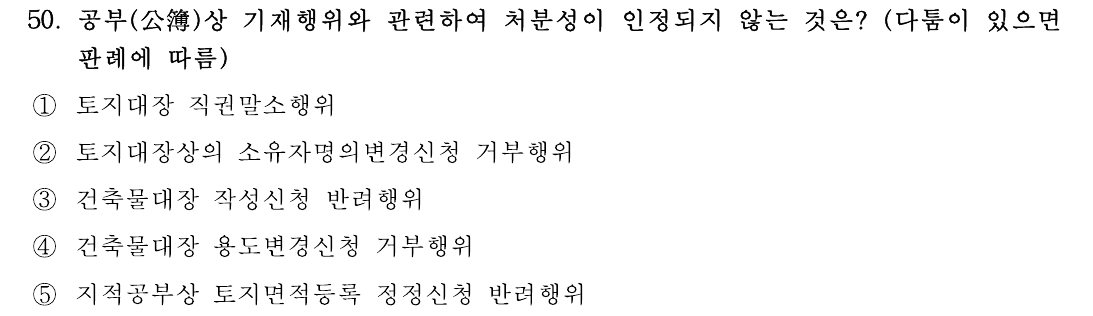 50. 공부(公簿)상 기재행위와 관련하여 처분성이 인정되지 않는 것은? (다툼이 있으면
판례에 따름)
① 토지대장 직권말소행위
② 토지대장상의 소유자명의변경신청 거부행위
③ 건축물대장 작성신청 반려행위
④ 건축물대장 용도변경신청 거부행위
⑤ 지적공부상 토지면적등록 정정신청 반려행위